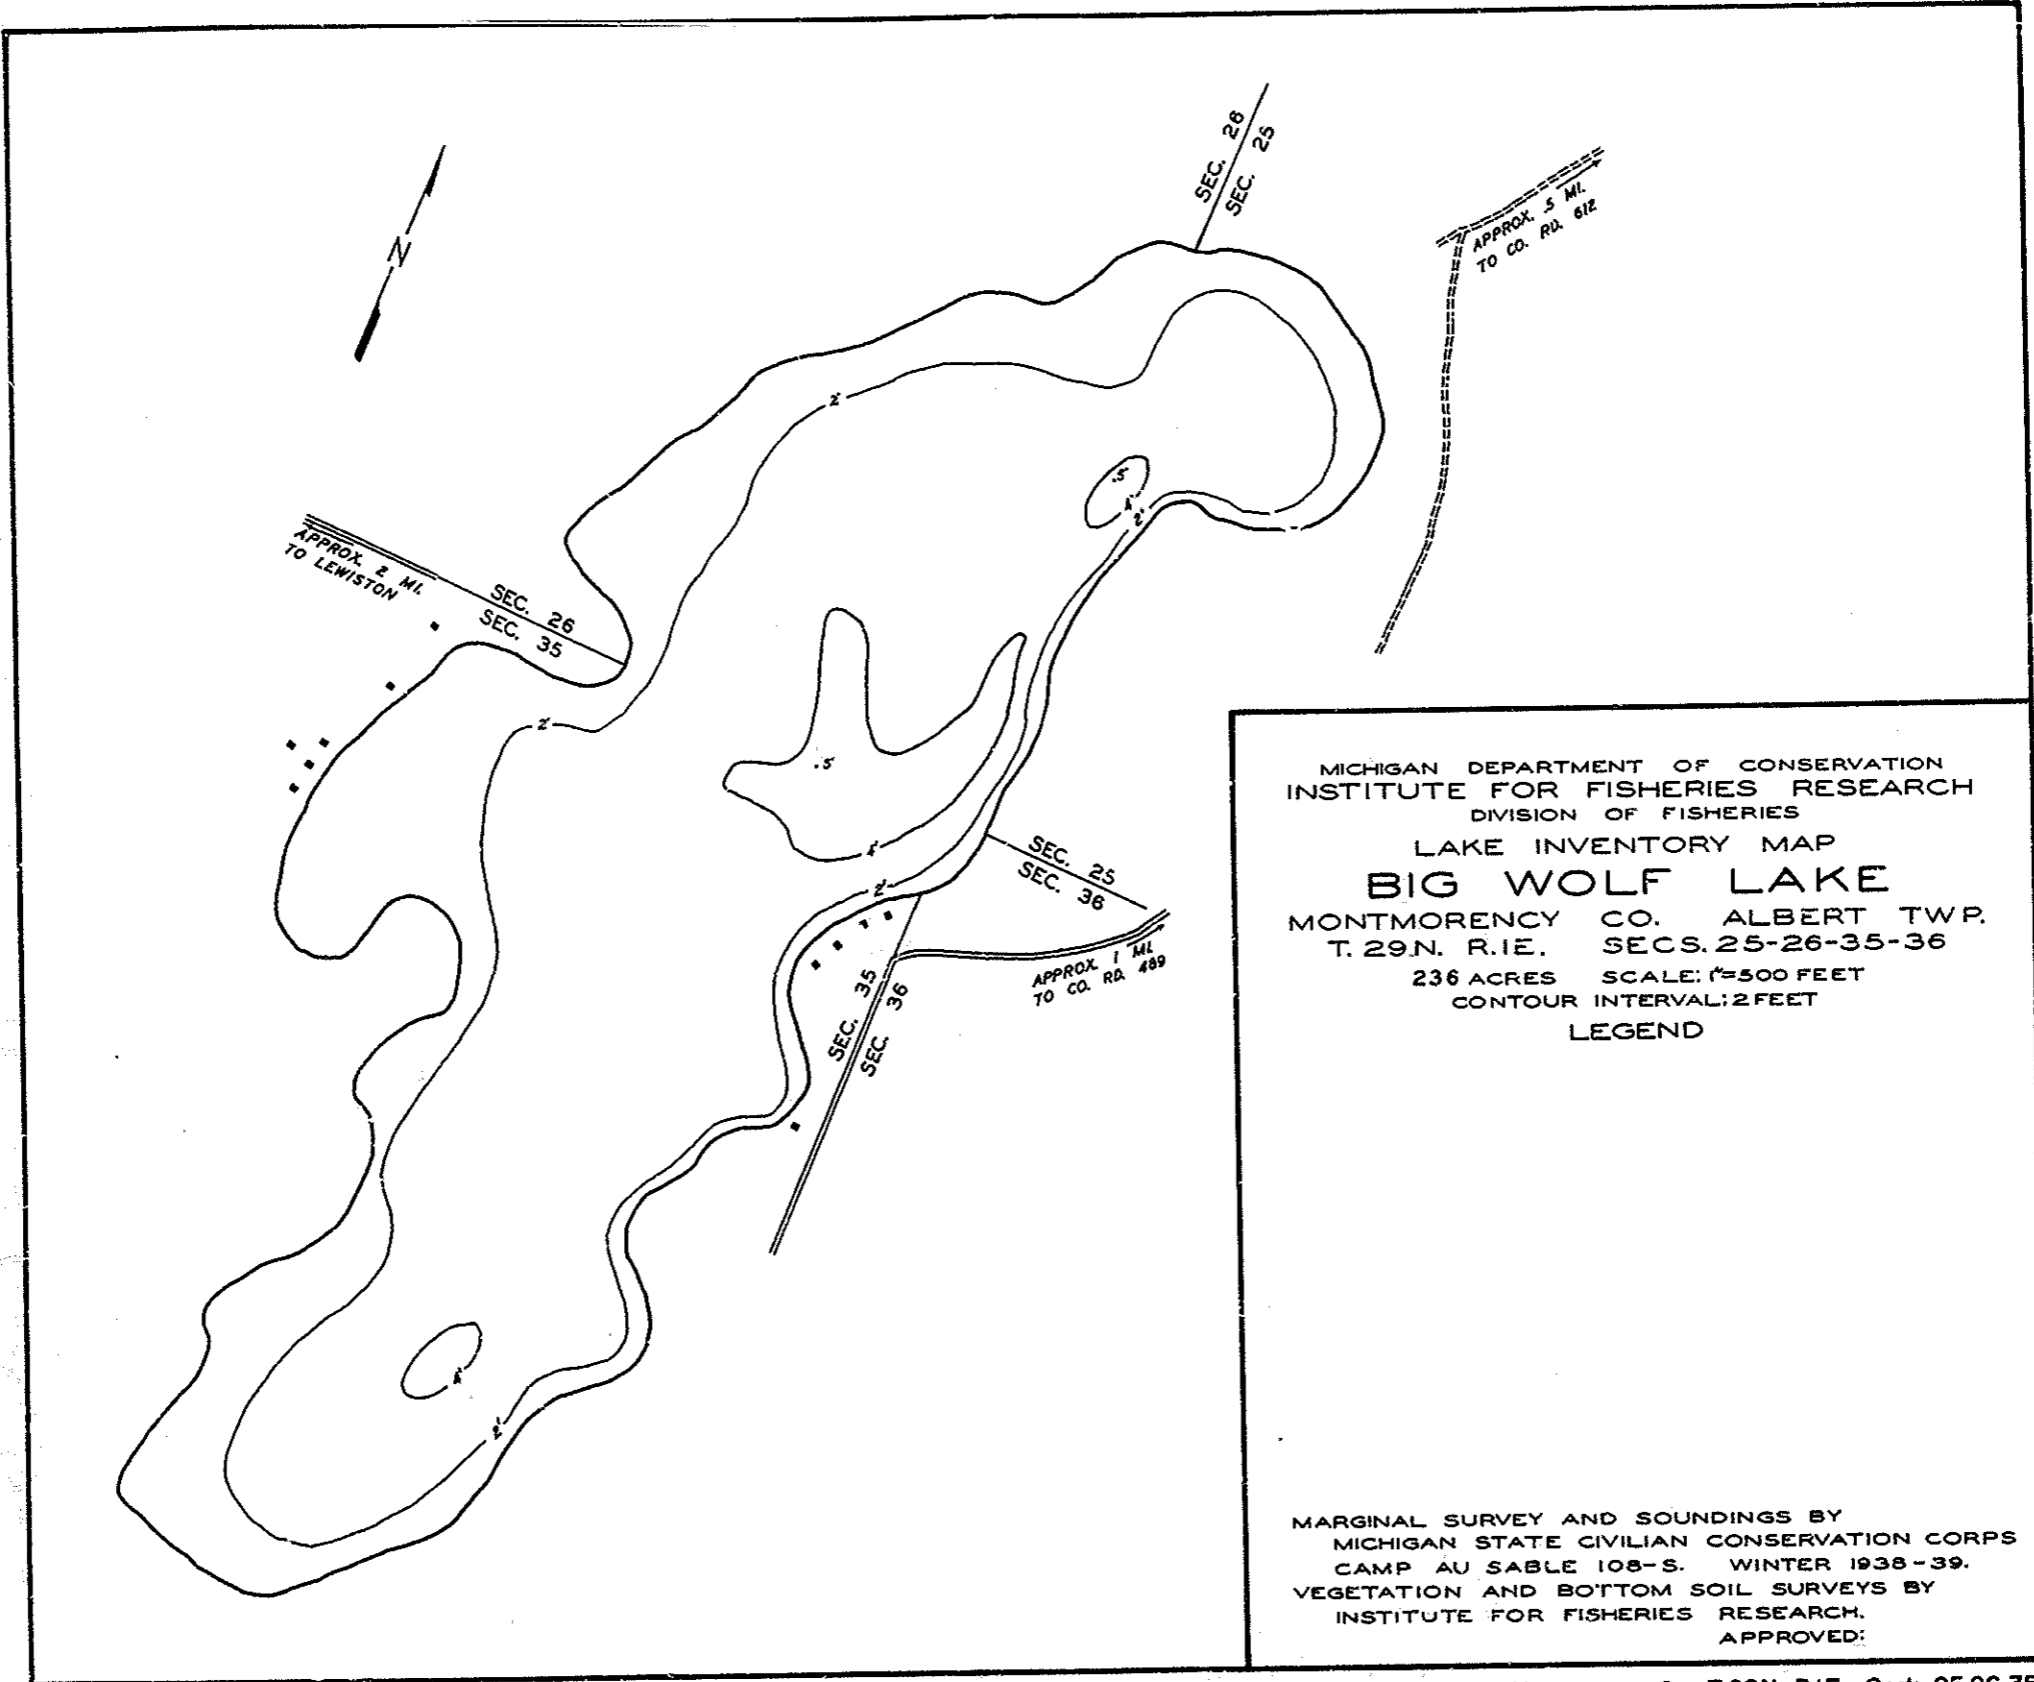 SEC. 26
SEC. 25
APPROX. .5 MI.
TO CO. RD. 612
N
2'
.5'
4'
2'
APPROX. 2 MI.
TO LEWISTON
SEC. 26
SEC. 35
2'
.5'
4'
2'
SEC. 25
SEC. 36
APPROX. 1 MI.
TO CO. RD. 489
SEC. 35
SEC. 36
4'
2'
MICHIGAN DEPARTMENT OF CONSERVATION
INSTITUTE FOR FISHERIES RESEARCH
DIVISION OF FISHERIES
LAKE INVENTORY MAP
BIG WOLF LAKE
MONTMORENCY CO. ALBERT TWP.
T. 29.N. R.1E. SECS. 25-26-35-36
236 ACRES SCALE: 1"=500 FEET
CONTOUR INTERVAL: 2 FEET
LEGEND
MARGINAL SURVEY AND SOUNDINGS BY
MICHIGAN STATE CIVILIAN CONSERVATION CORPS
CAMP AU SABLE 108-S. WINTER 1938-39.
VEGETATION AND BOTTOM SOIL SURVEYS BY
INSTITUTE FOR FISHERIES RESEARCH.
APPROVED: